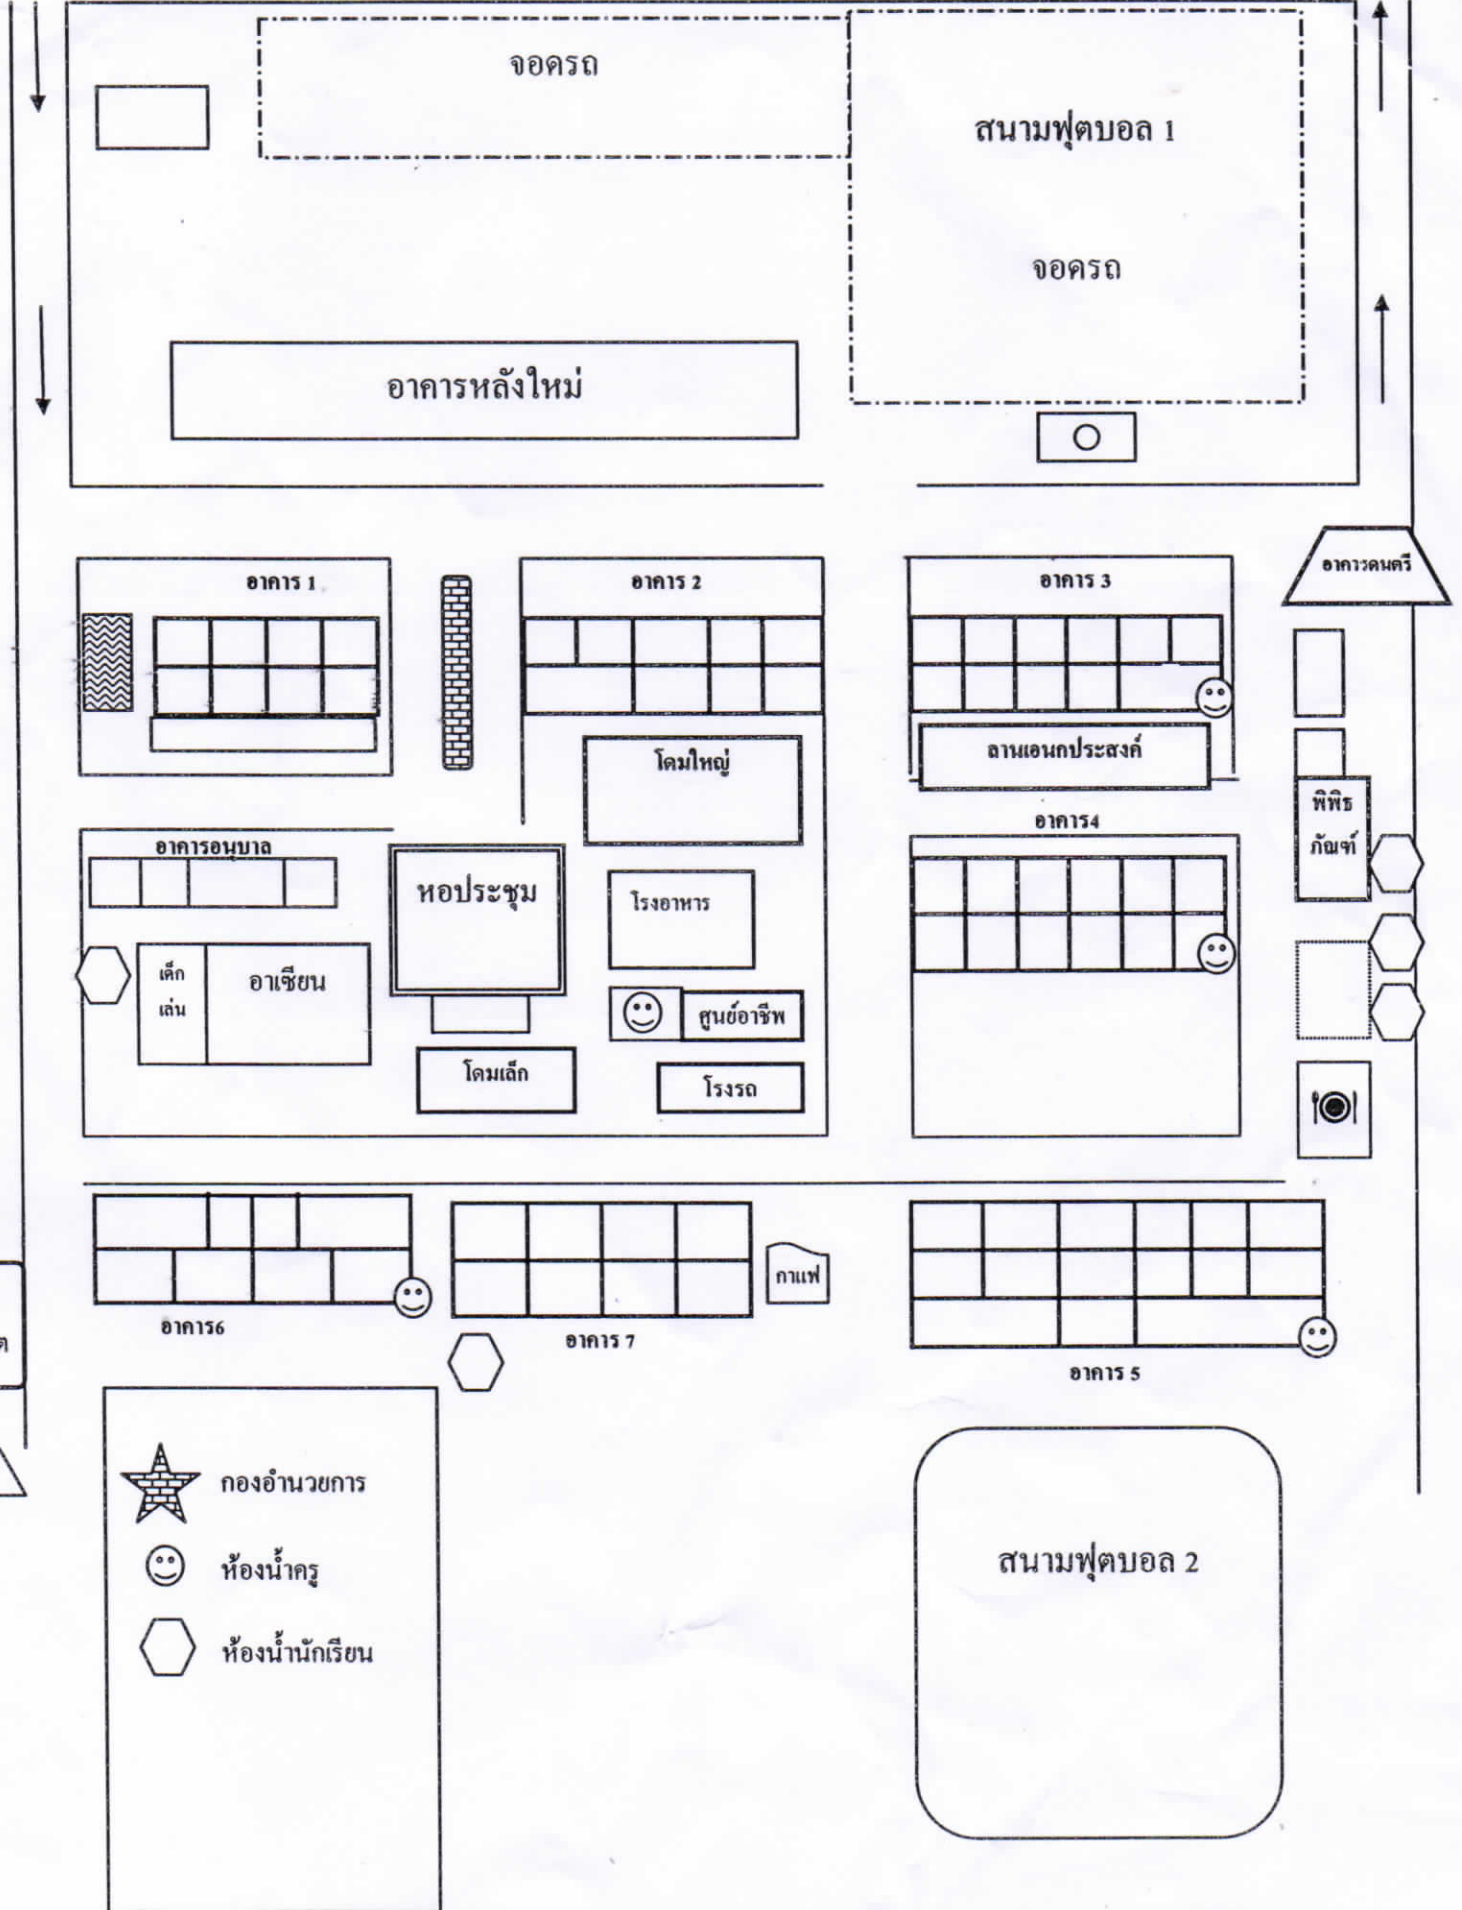 จอดรถ
สนามฟุตบอล 1
จอดรถ
อาคารหลังใหม่
อาคาร 1
อาคาร 2
อาคาร 3
อาคารดนตรี
โดมใหญ่
ลานเอนกประสงค์
พิพิธ
ภัณฑ์
อาคาร4
อาคารอนุบาล
หอประชุม
โรงอาหาร
เด็ก
เล่น
อาเซียน
ศูนย์อาชีพ
โดมเล็ก
โรงรถ
กาแฟ
อาคาร6
อาคาร 7
อาคาร 5
กองอำนวยการ
ห้องน้ำครู
ห้องน้ำนักเรียน
สนามฟุตบอล 2